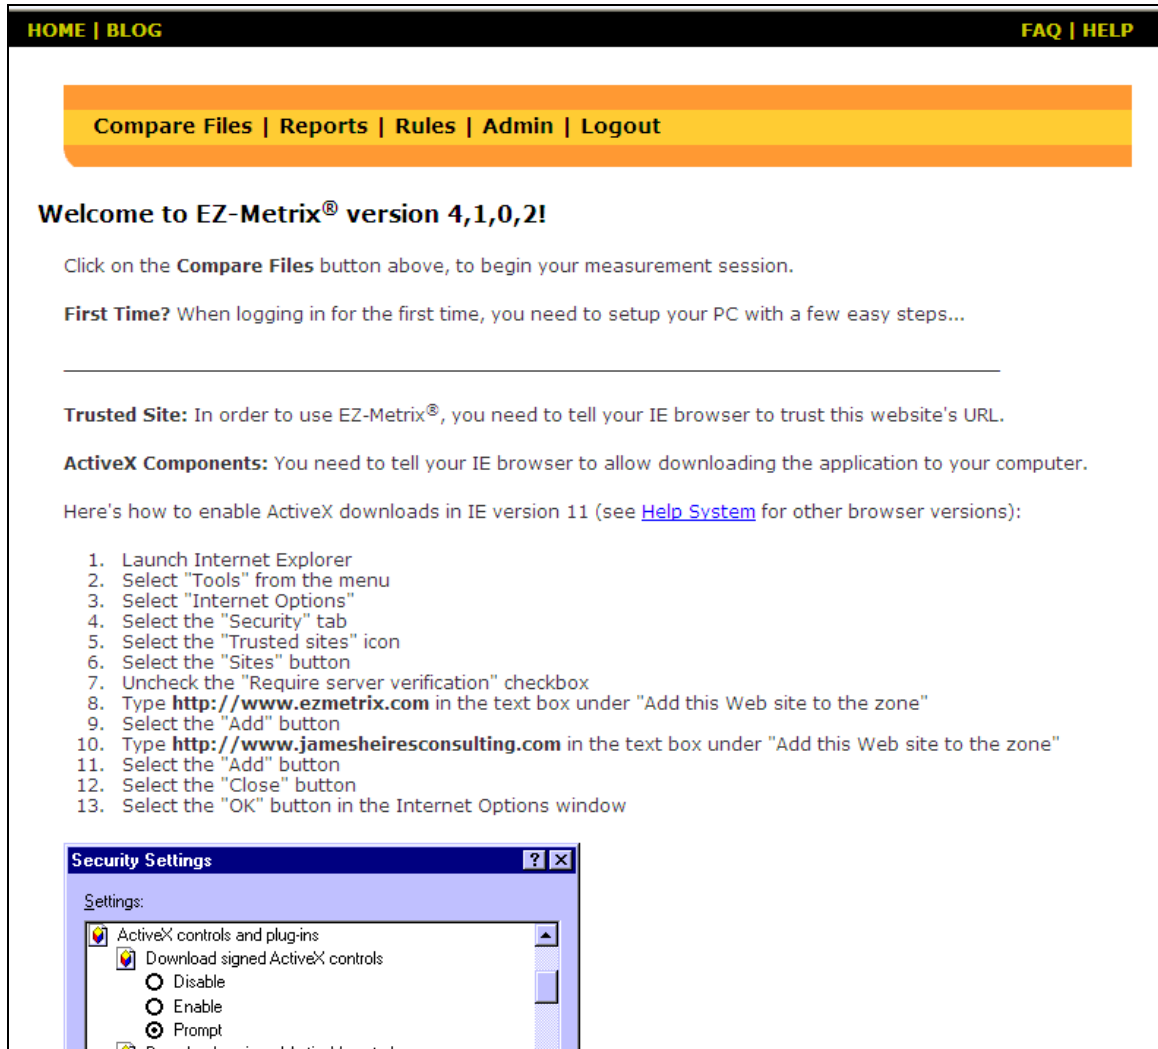 HOME | BLOG FAQ | HELP
Compare Files | Reports | Rules | Admin | Logout
Welcome to EZ-Metrix® version 4,1,0,2!
Click on the Compare Files button above, to begin your measurement session.
First Time? When logging in for the first time, you need to setup your PC with a few easy steps...
Trusted Site: In order to use EZ-Metrix®, you need to tell your IE browser to trust this website's URL.
ActiveX Components: You need to tell your IE browser to allow downloading the application to your computer.
Here's how to enable ActiveX downloads in IE version 11 (see Help System for other browser versions):
1. Launch Internet Explorer
2. Select "Tools" from the menu
3. Select "Internet Options"
4. Select the "Security" tab
5. Select the "Trusted sites" icon
6. Select the "Sites" button
7. Uncheck the "Require server verification" checkbox
8. Type http://www.ezmetrix.com in the text box under "Add this Web site to the zone"
9. Select the "Add" button
10. Type http://www.jamesheiresconsulting.com in the text box under "Add this Web site to the zone"
11. Select the "Add" button
12. Select the "Close" button
13. Select the "OK" button in the Internet Options window
Security Settings
Settings:
ActiveX controls and plug-ins
Download signed ActiveX controls
Disable
Enable
Prompt